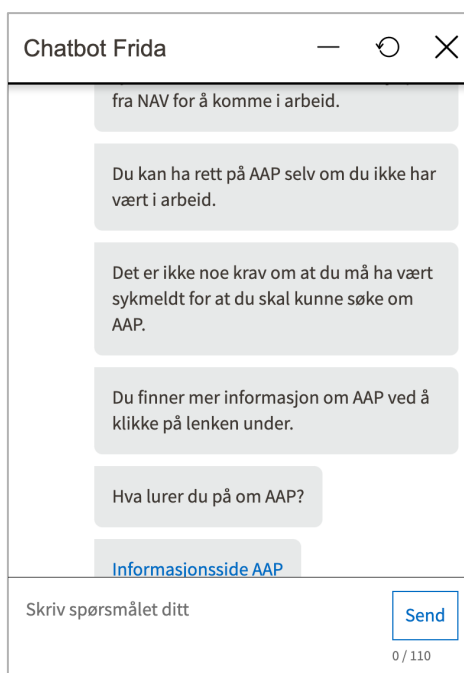 Chatbot Frida
fra NAV for å komme i arbeid.
Du kan ha rett på AAP selv om du ikke har
vært i arbeid.
Det er ikke noe krav om at du må ha vært
sykmeldt for at du skal kunne søke om
AAP.
Du finner mer informasjon om AAP ved å
klikke på lenken under.
Hva lurer du på om AAP?
Informasjonsside AAP
Skriv spørsmålet ditt
Send
0 / 110